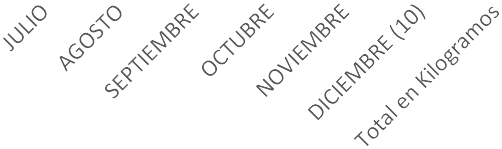 JULIO
AGOSTO
SEPTIEMBRE
OCTUBRE
NOVIEMBRE
DICIEMBRE (10)
Total en Kilogramos